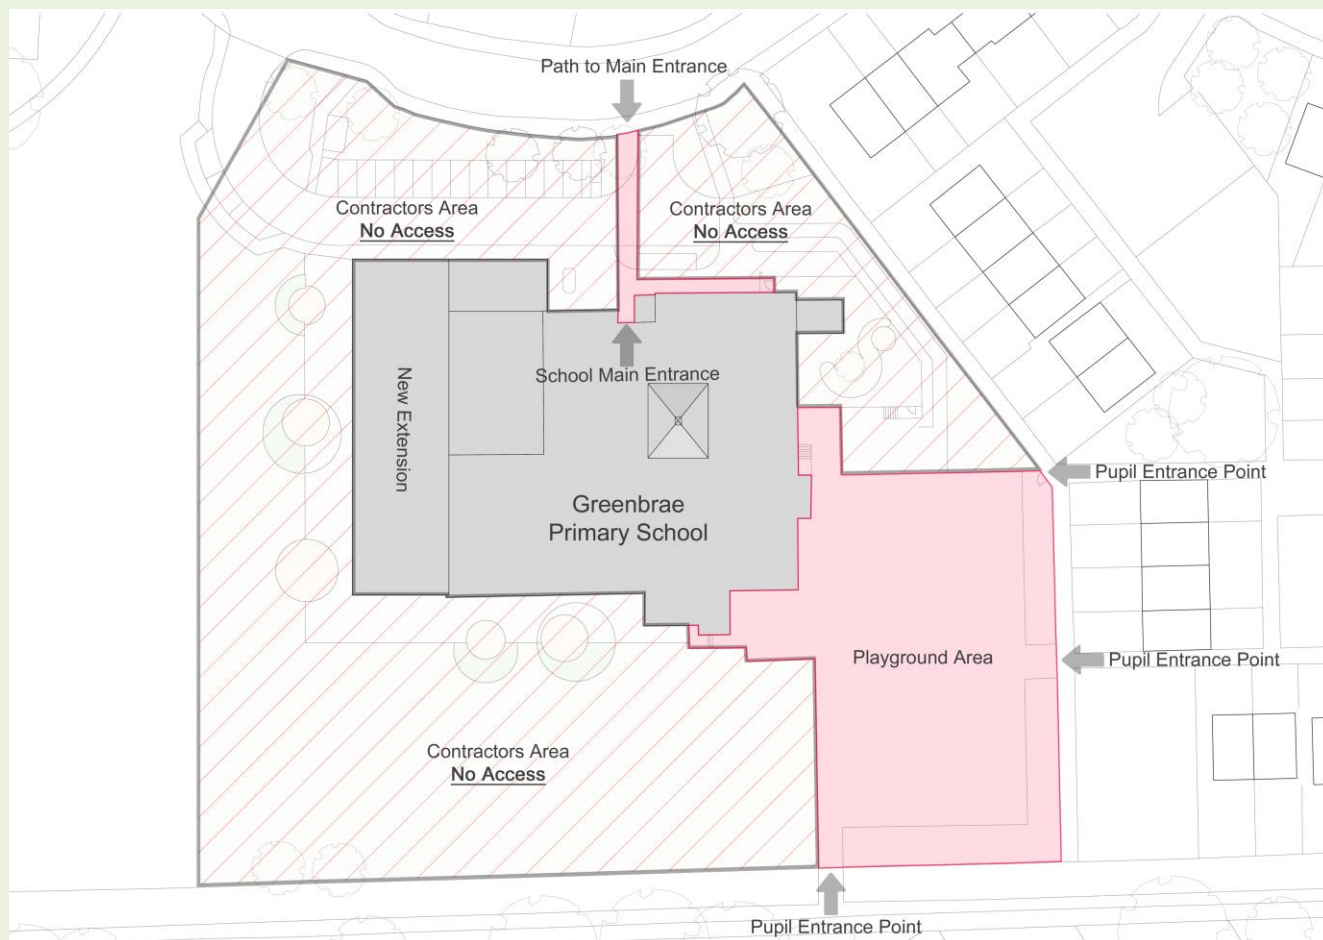 Path to Main Entrance
Contractors Area
No Access
Contractors Area
No Access
School Main Entrance
New Extension
Greenbrae
Primary School
Pupil Entrance Point
Playground Area
Pupil Entrance Point
Contractors Area
No Access
Pupil Entrance Point